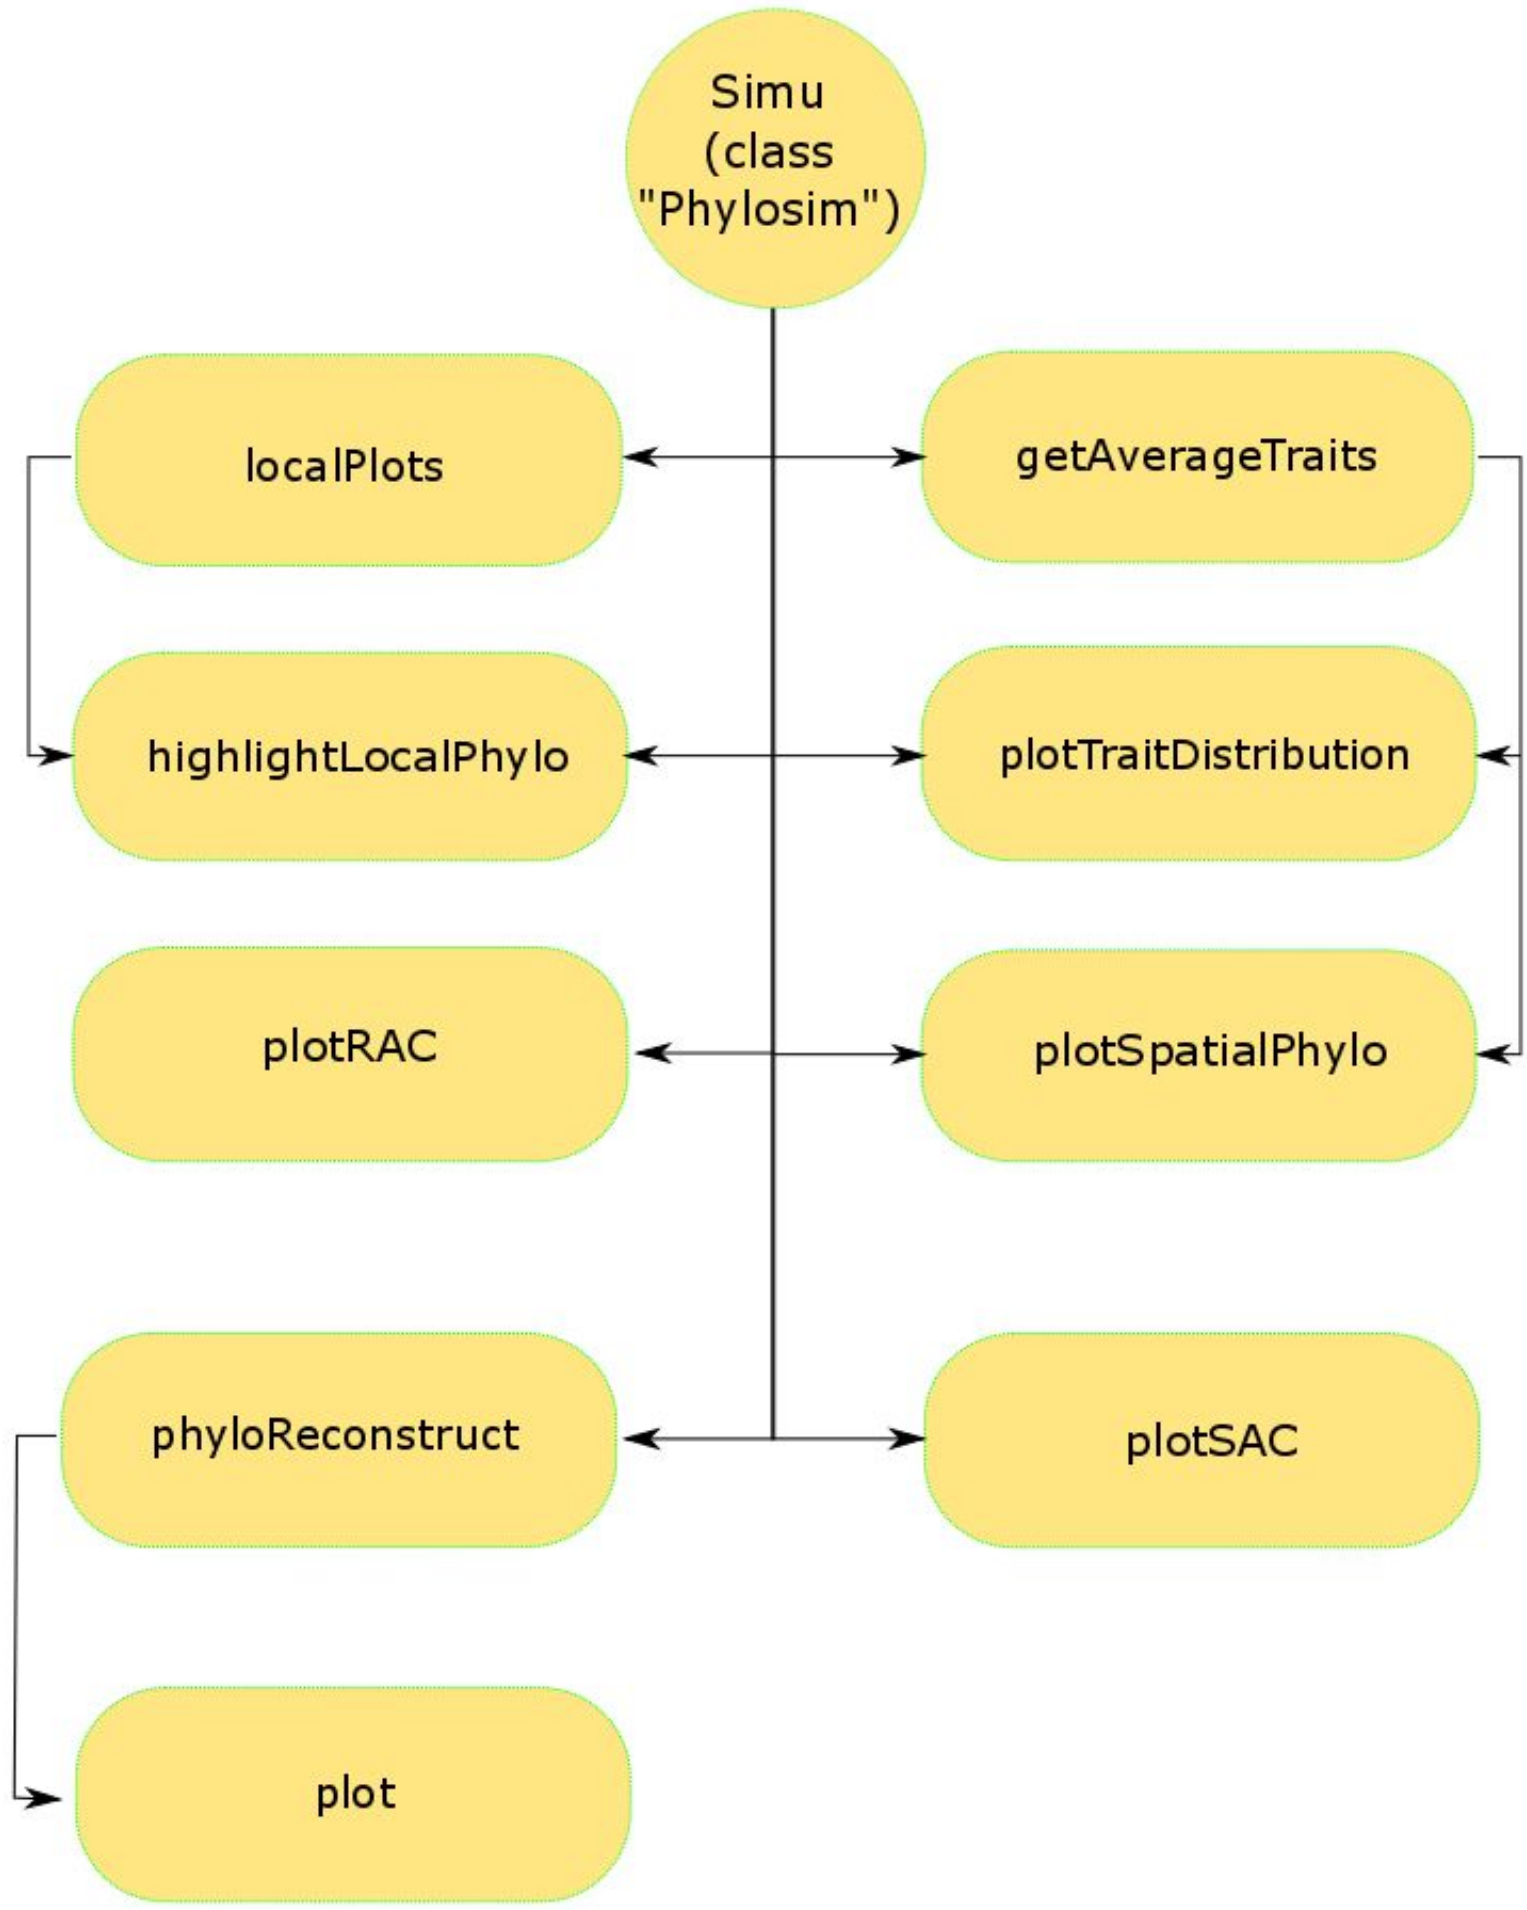 Simu
(class
"Phylosim")
localPlots
getAverageTraits
highlightLocalPhylo
plotTraitDistribution
plotRAC
plotSpatialPhylo
phyloReconstruct
plotSAC
plot